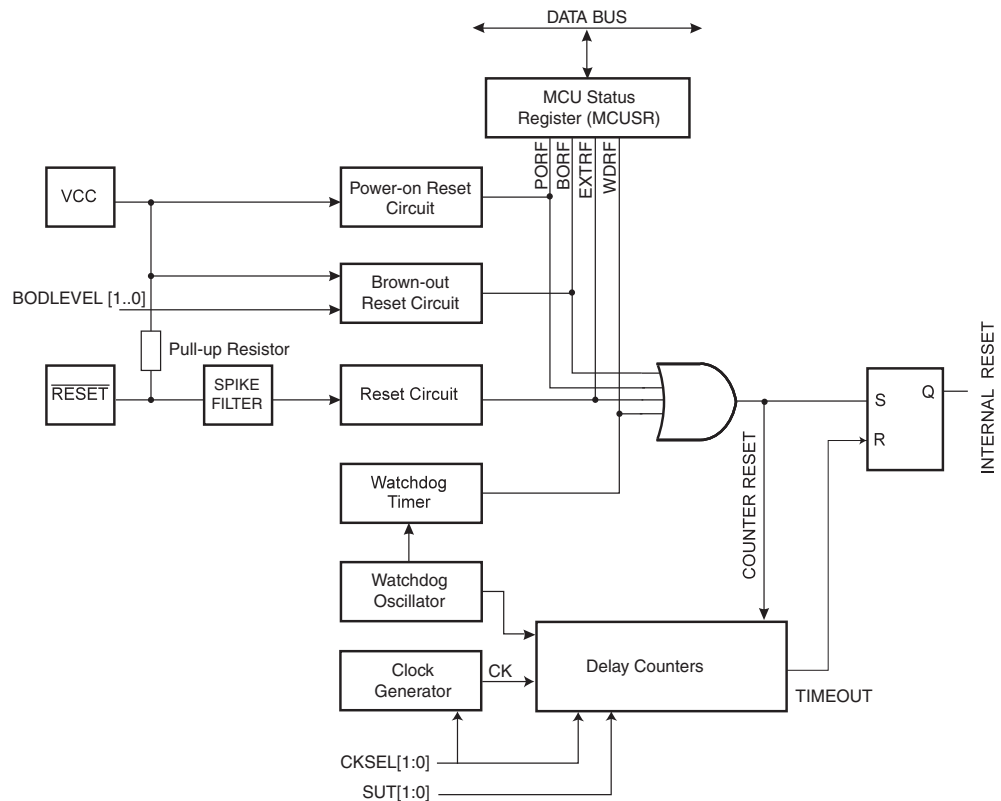 DATA BUS
MCU Status
Register (MCUSR)
PORF
BORF
EXTRF
WDRF
VCC
Power-on Reset
Circuit
Brown-out
Reset Circuit
BODLEVEL [1..0]
Pull-up Resistor
RESET
SPIKE
FILTER
Reset Circuit
S
Q
R
INTERNAL RESET
COUNTER RESET
Watchdog
Timer
Watchdog
Oscillator
Clock
Generator
CK
Delay Counters
TIMEOUT
CKSEL[1:0]
SUT[1:0]